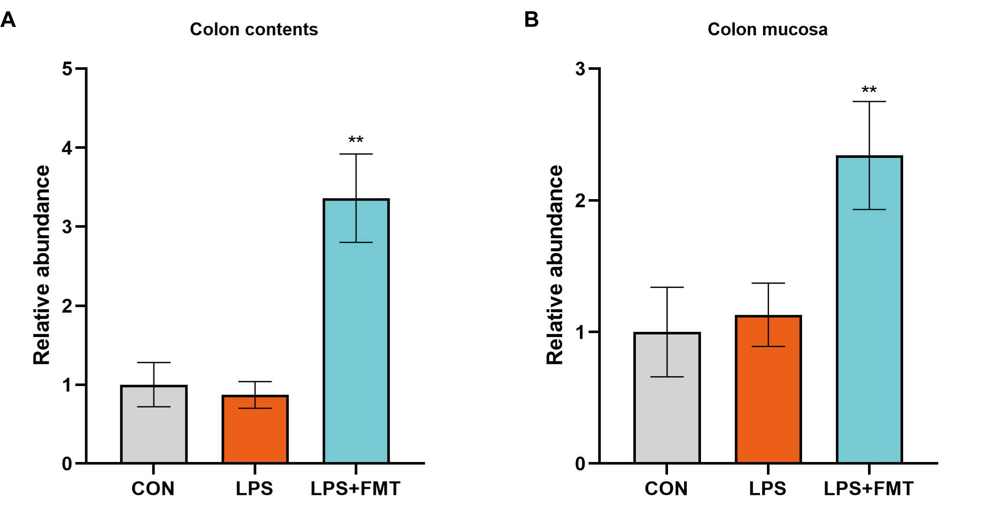 A
Colon contents
Relative abundance
5
4
3
2
1
0
**
CON
LPS
LPS+FMT
B
Colon mucosa
Relative abundance
3
2
1
0
**
CON
LPS
LPS+FMT